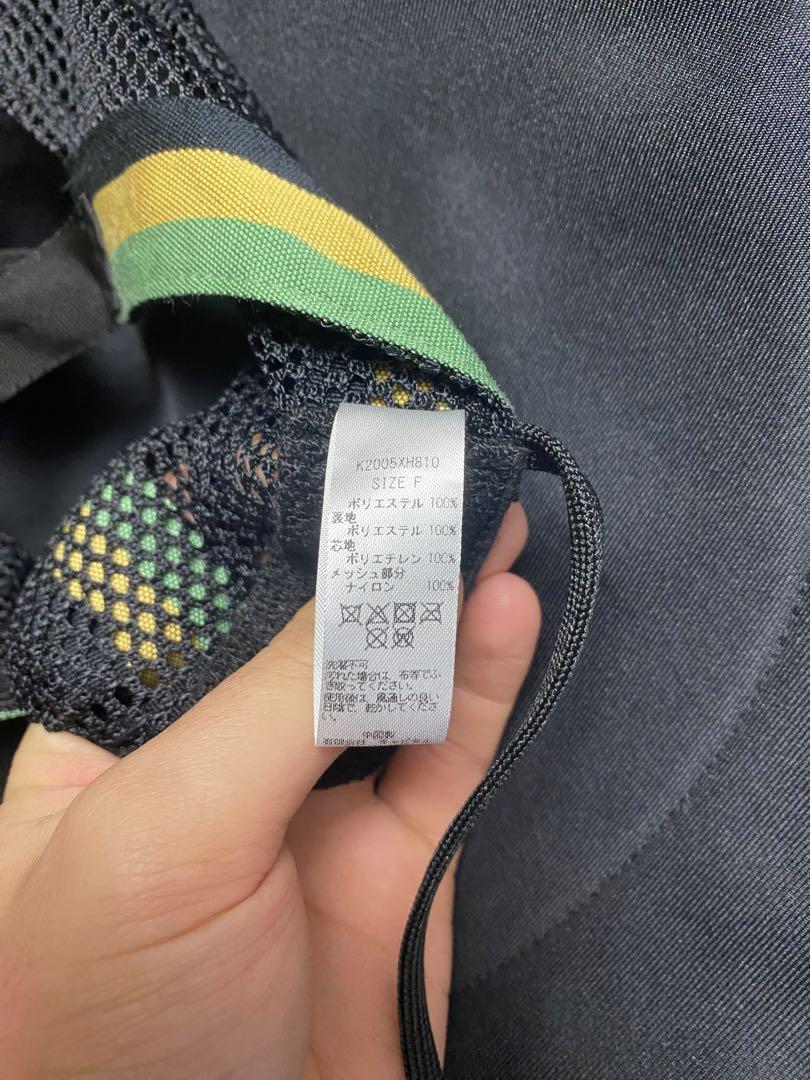 K2005XH810
SIZE F
ポリエステル 100%
裏地
ポリエステル 100%
芯地
ポリエチレン 100%
メッシュ部分
ナイロン 100%
洗濯不可
汚れた場合は、布等でふ
き取ってください。
使用後は、風通しの良い
日陰で、乾かしてください。
中国製
有限会社